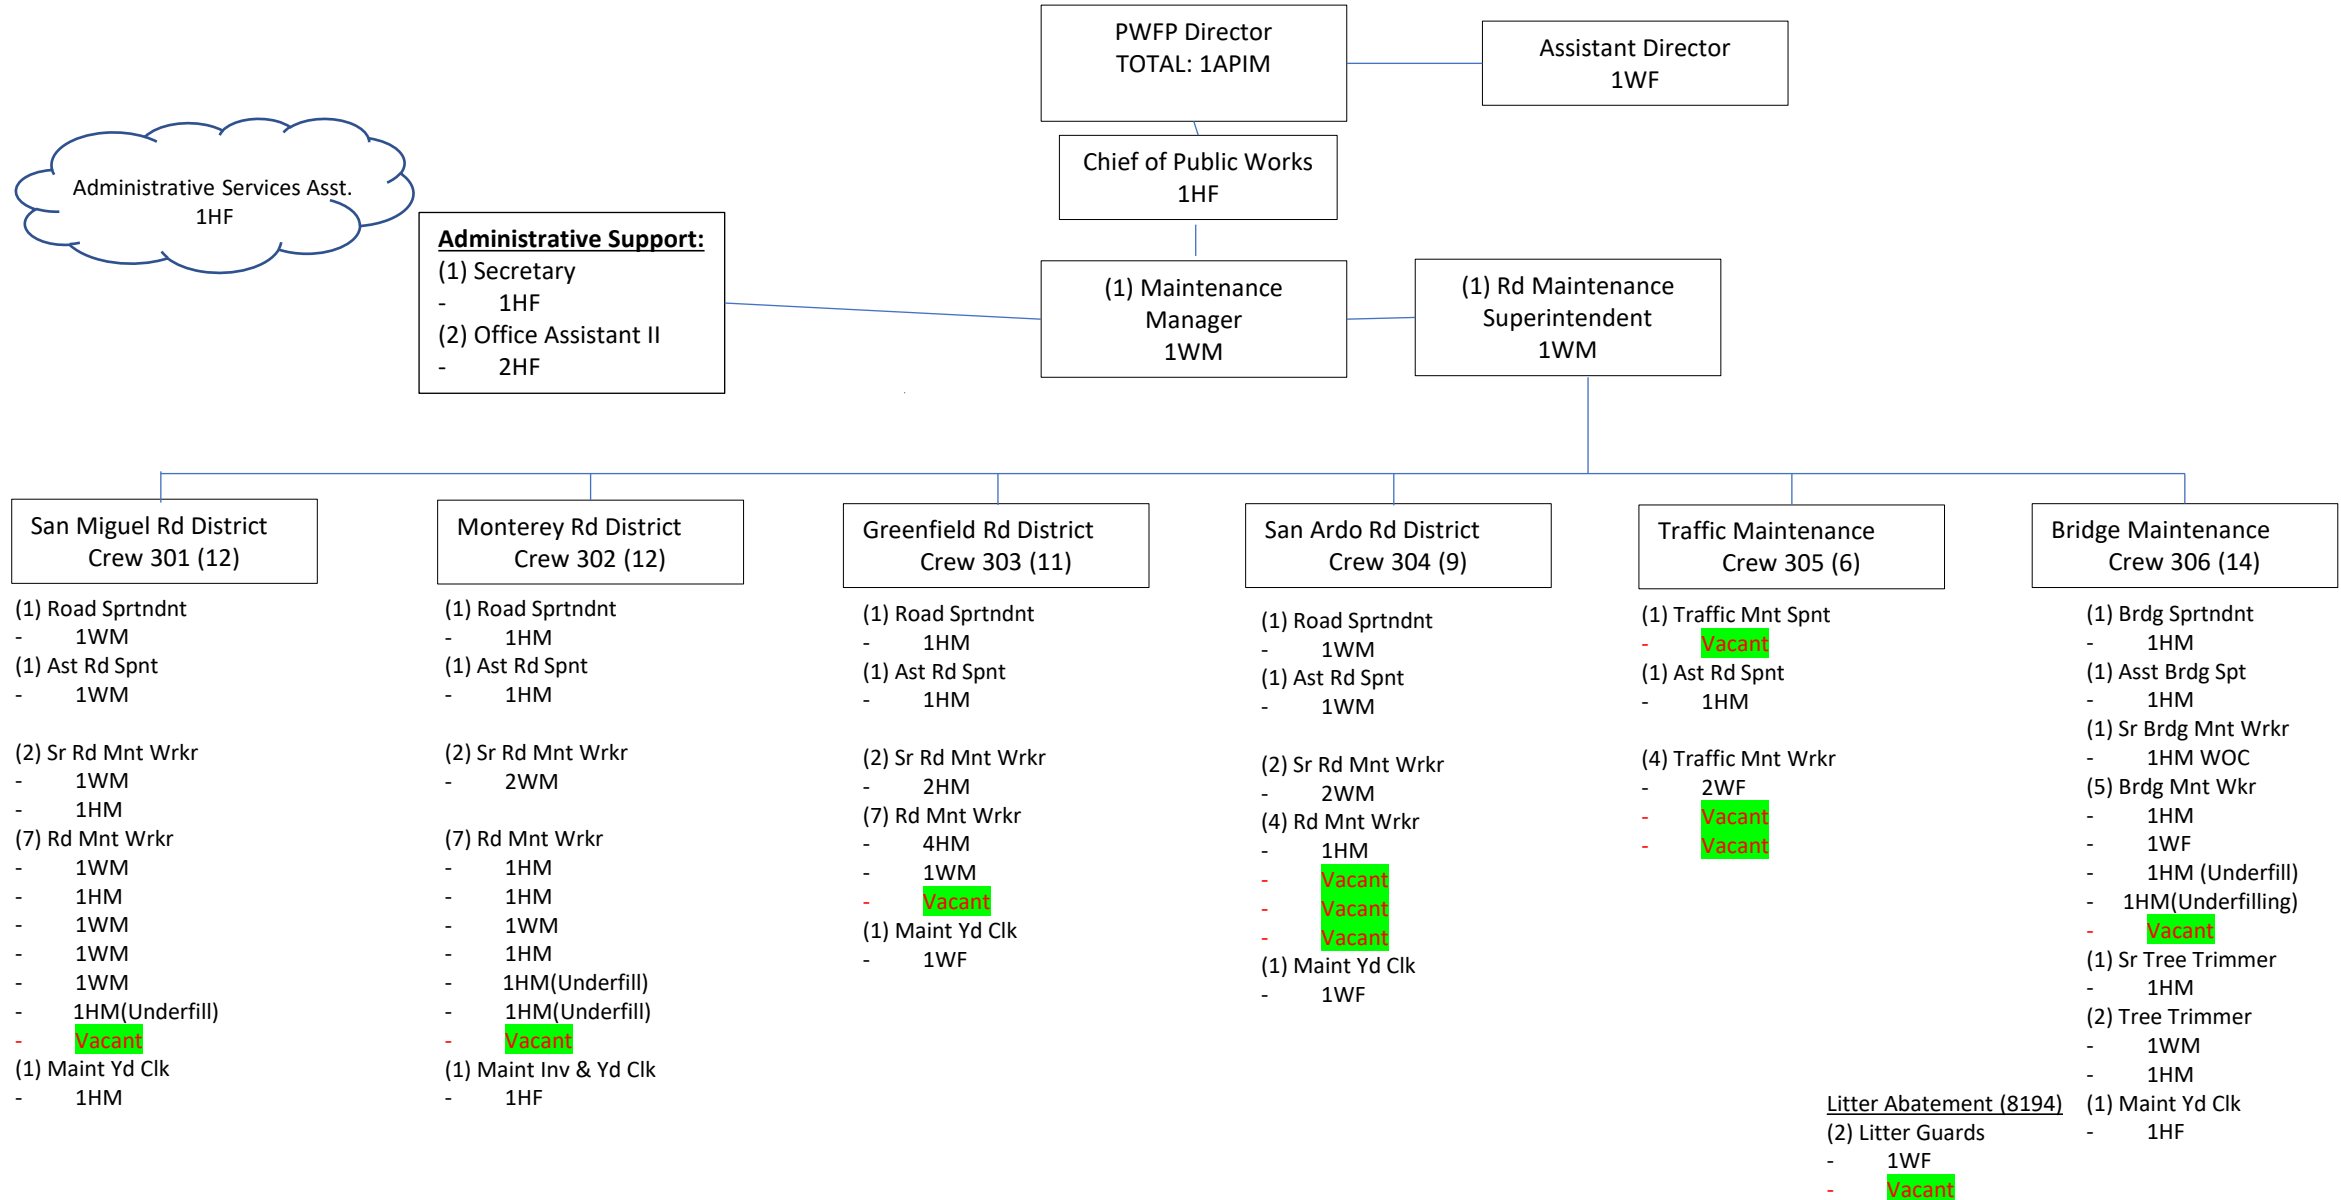 PWFP Director
TOTAL: 1APIM
Assistant Director
1WF
Chief of Public Works
1HF
Administrative Services Asst.
1HF
Administrative Support:
(1) Secretary
- 1HF
(2) Office Assistant II
- 2HF
(1) Maintenance
Manager
1WM
(1) Rd Maintenance
Superintendent
1WM
San Miguel Rd District
Crew 301 (12)
(1) Road Sprtndnt
- 1WM
(1) Ast Rd Spnt
- 1WM
(2) Sr Rd Mnt Wrkr
- 1WM
- 1HM
(7) Rd Mnt Wrkr
- 1WM
- 1HM
- 1WM
- 1WM
- 1WM
- 1HM(Underfill)
- Vacant
(1) Maint Yd Clk
- 1HM
Monterey Rd District
Crew 302 (12)
(1) Road Sprtndnt
- 1HM
(1) Ast Rd Spnt
- 1HM
(2) Sr Rd Mnt Wrkr
- 2WM
(7) Rd Mnt Wrkr
- 1HM
- 1HM
- 1WM
- 1HM
- 1HM(Underfill)
- 1HM(Underfill)
- Vacant
(1) Maint Inv & Yd Clk
- 1HF
Greenfield Rd District
Crew 303 (11)
(1) Road Sprtndnt
- 1HM
(1) Ast Rd Spnt
- 1HM
(2) Sr Rd Mnt Wrkr
- 2HM
(7) Rd Mnt Wrkr
- 4HM
- 1WM
- Vacant
(1) Maint Yd Clk
- 1WF
San Ardo Rd District
Crew 304 (9)
(1) Road Sprtndnt
- 1WM
(1) Ast Rd Spnt
- 1WM
(2) Sr Rd Mnt Wrkr
- 2WM
(4) Rd Mnt Wrkr
- 1HM
- Vacant
- Vacant
- Vacant
(1) Maint Yd Clk
- 1WF
Traffic Maintenance
Crew 305 (6)
(1) Traffic Mnt Spnt
- Vacant
(1) Ast Rd Spnt
- 1HM
(4) Traffic Mnt Wrkr
- 2WF
- Vacant
- Vacant
Bridge Maintenance
Crew 306 (14)
(1) Brdg Sprtndnt
- 1HM
(1) Asst Brdg Spt
- 1HM
(1) Sr Brdg Mnt Wrkr
- 1HM WOC
(5) Brdg Mnt Wkr
- 1HM
- 1WF
- 1HM (Underfill)
- 1HM(Underfilling)
- Vacant
(1) Sr Tree Trimmer
- 1HM
(2) Tree Trimmer
- 1WM
- 1HM
(1) Maint Yd Clk
- 1HF
Litter Abatement (8194)
(2) Litter Guards
- 1WF
- Vacant